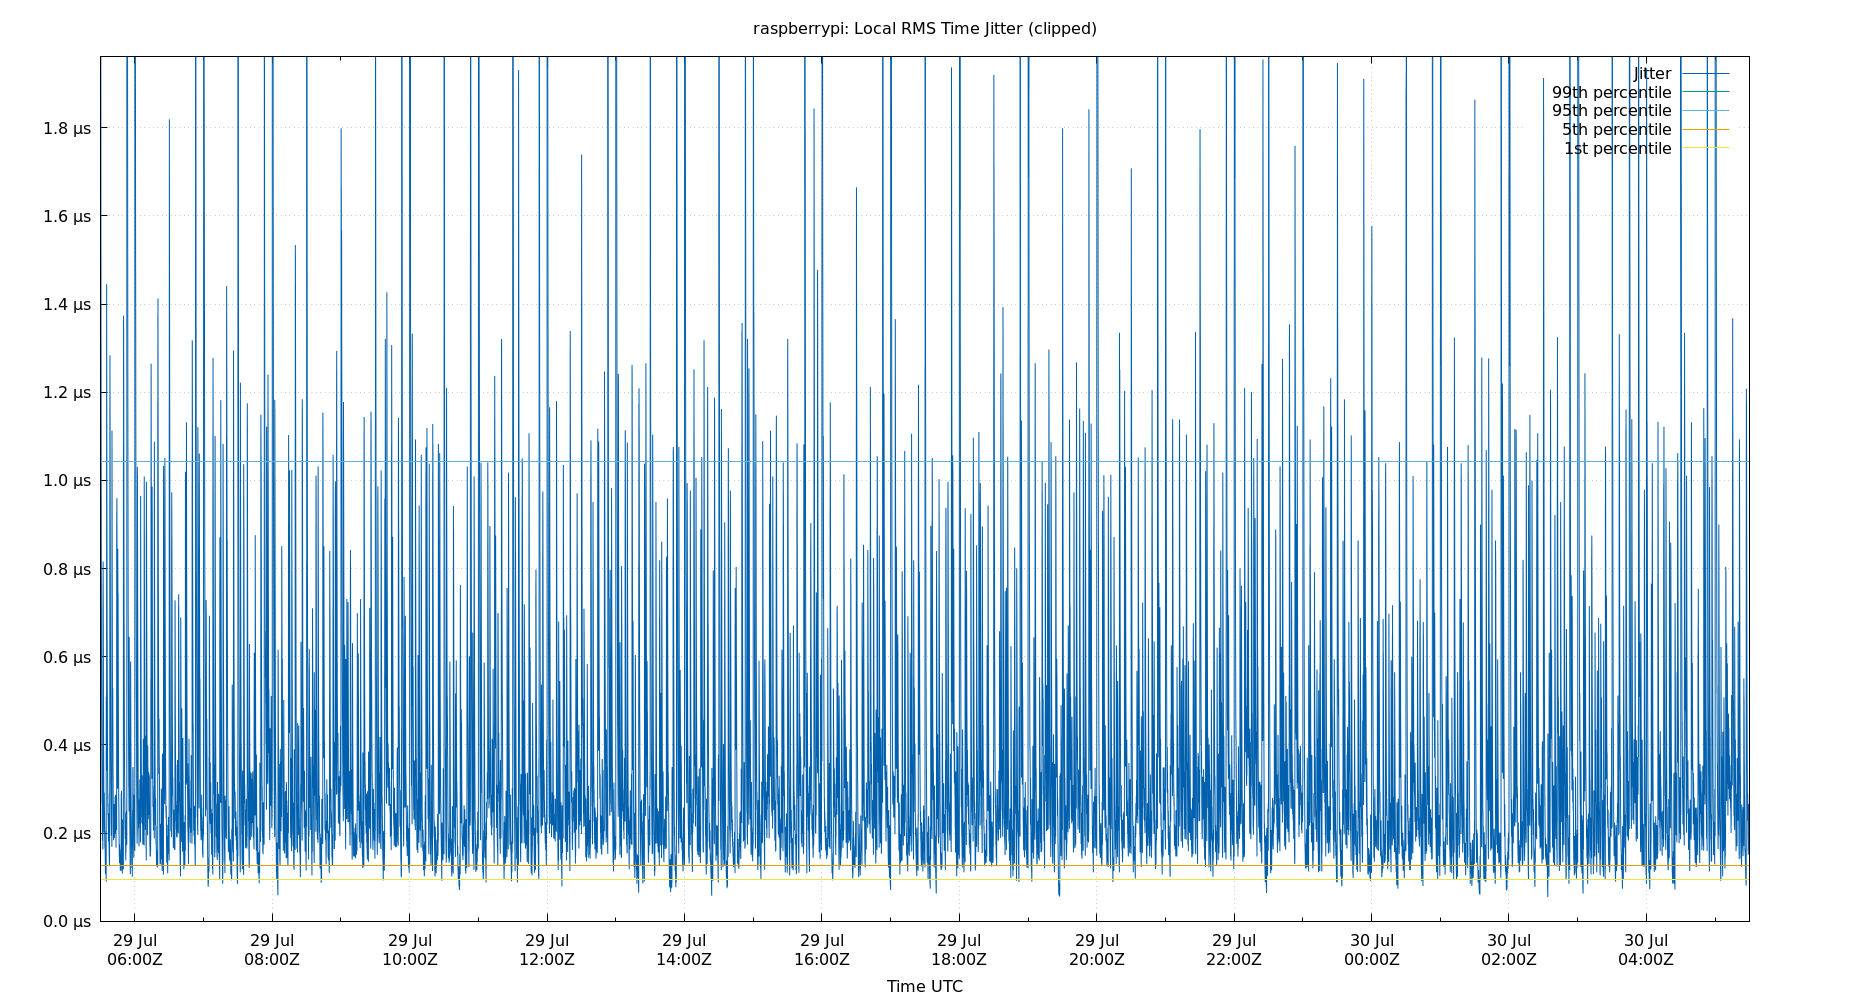 raspberrypi: Local RMS Time Jitter (clipped)
Jitter
99th percentile
95th percentile
5th percentile
1st percentile
1.8 μs
1.6 μs
1.4 μs
1.2 μs
1.0 μs
0.8 μs
0.6 μs
0.4 μs
0.2 μs
0.0 μs
29 Jul 29 Jul 29 Jul 29 Jul 29 Jul 29 Jul 29 Jul 29 Jul 29 Jul 30 Jul 30 Jul 30 Jul
06:00Z 08:00Z 10:00Z 12:00Z 14:00Z 16:00Z 18:00Z 20:00Z 22:00Z 00:00Z 02:00Z 04:00Z
Time UTC